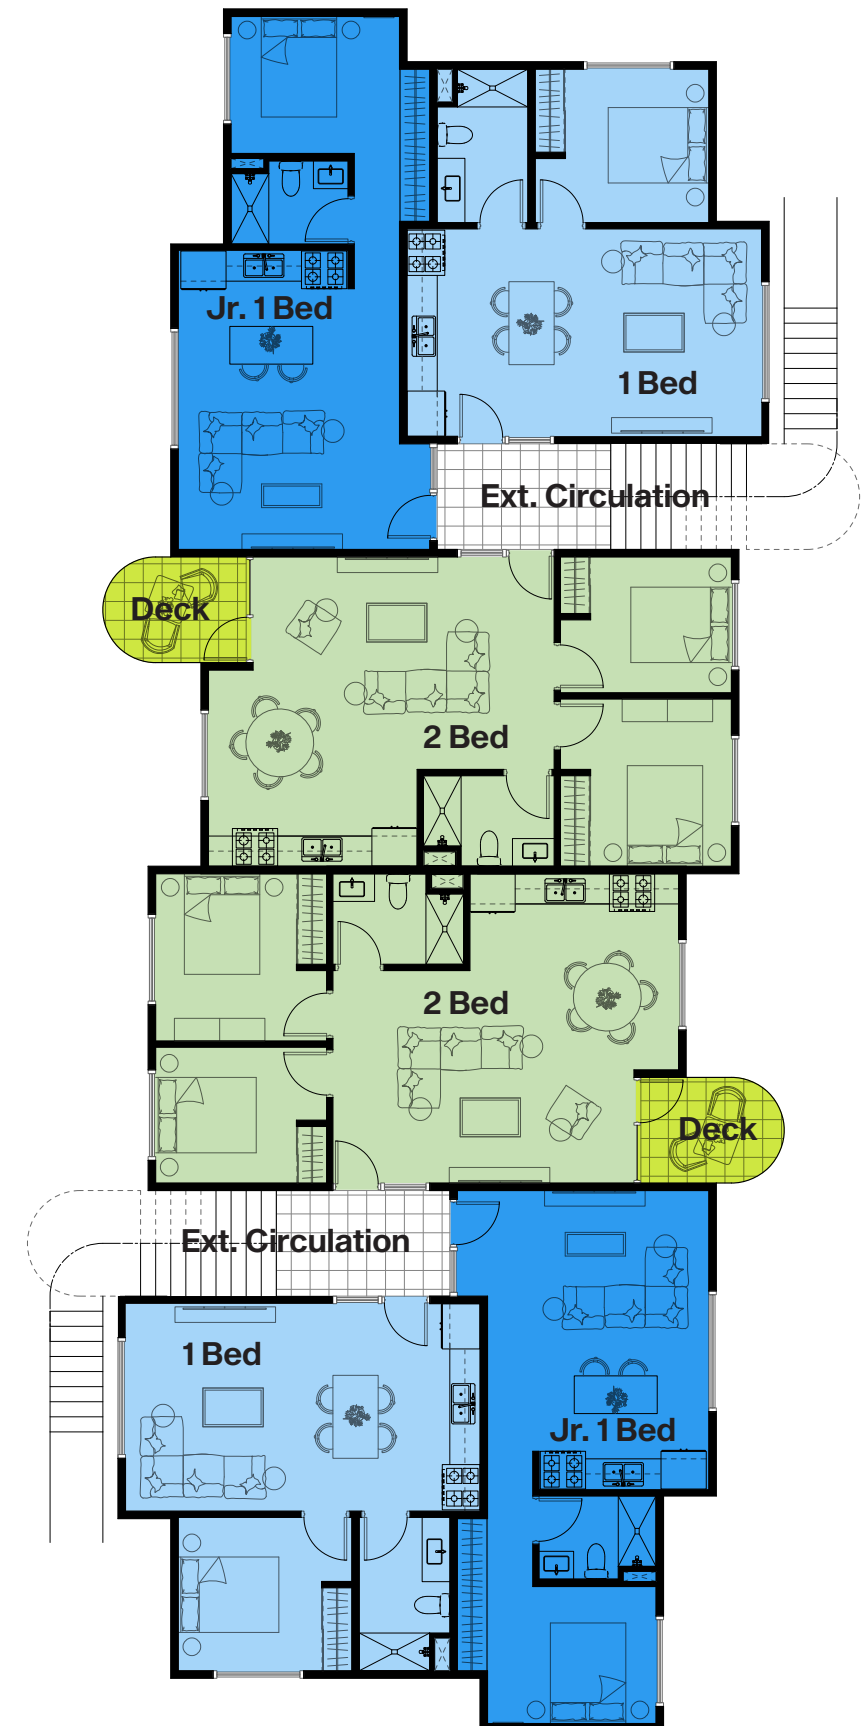 Jr. 1 Bed
1 Bed
Ext. Circulation
Deck
2 Bed
2 Bed
Deck
Ext. Circulation
1 Bed
Jr. 1 Bed